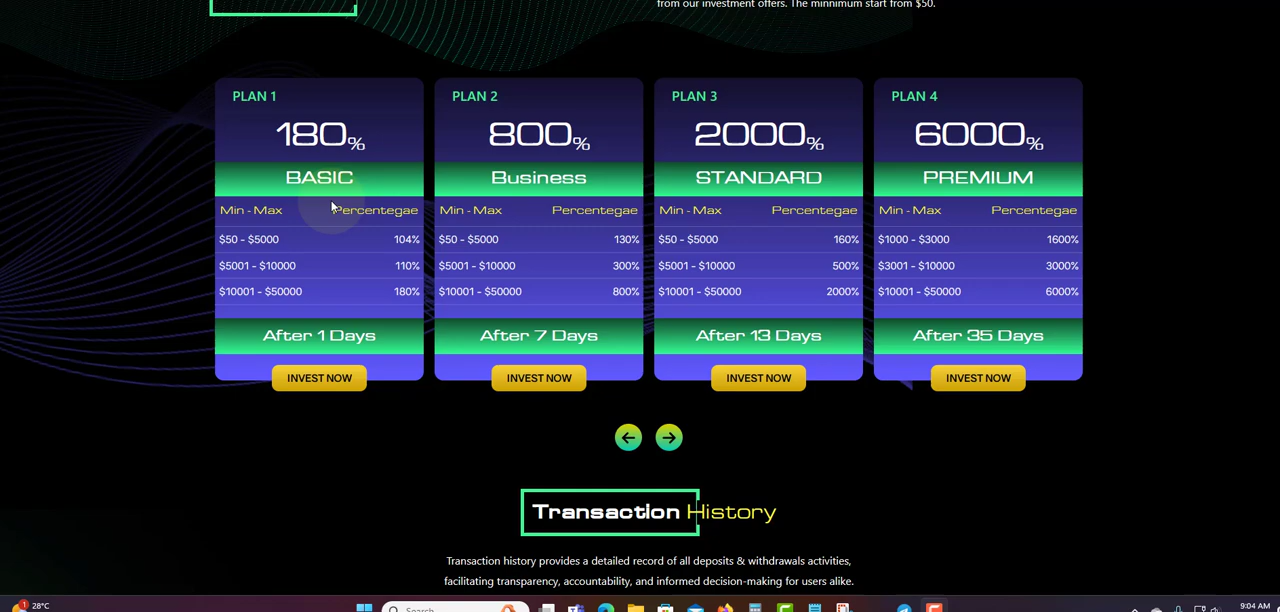 from our investment offers. The minnimum start from $50.
PLAN 1
180%
BASIC
Min - Max Percentegae
$50 - $5000 104%
$5001 - $10000 110%
$10001 - $50000 180%
After 1 Days
INVEST NOW
PLAN 2
800%
Business
Min - Max Percentegae
$50 - $5000 130%
$5001 - $10000 300%
$10001 - $50000 800%
After 7 Days
INVEST NOW
PLAN 3
2000%
STANDARD
Min - Max Percentegae
$50 - $5000 160%
$5001 - $10000 500%
$10001 - $50000 2000%
After 13 Days
INVEST NOW
PLAN 4
6000%
PREMIUM
Min - Max Percentegae
$1000 - $3000 1600%
$3001 - $10000 3000%
$10001 - $50000 6000%
After 35 Days
INVEST NOW
Transaction History
Transaction history provides a detailed record of all deposits & withdrawals activities,
facilitating transparency, accountability, and informed decision-making for users alike.
1
28°C
Search
9:04 AM